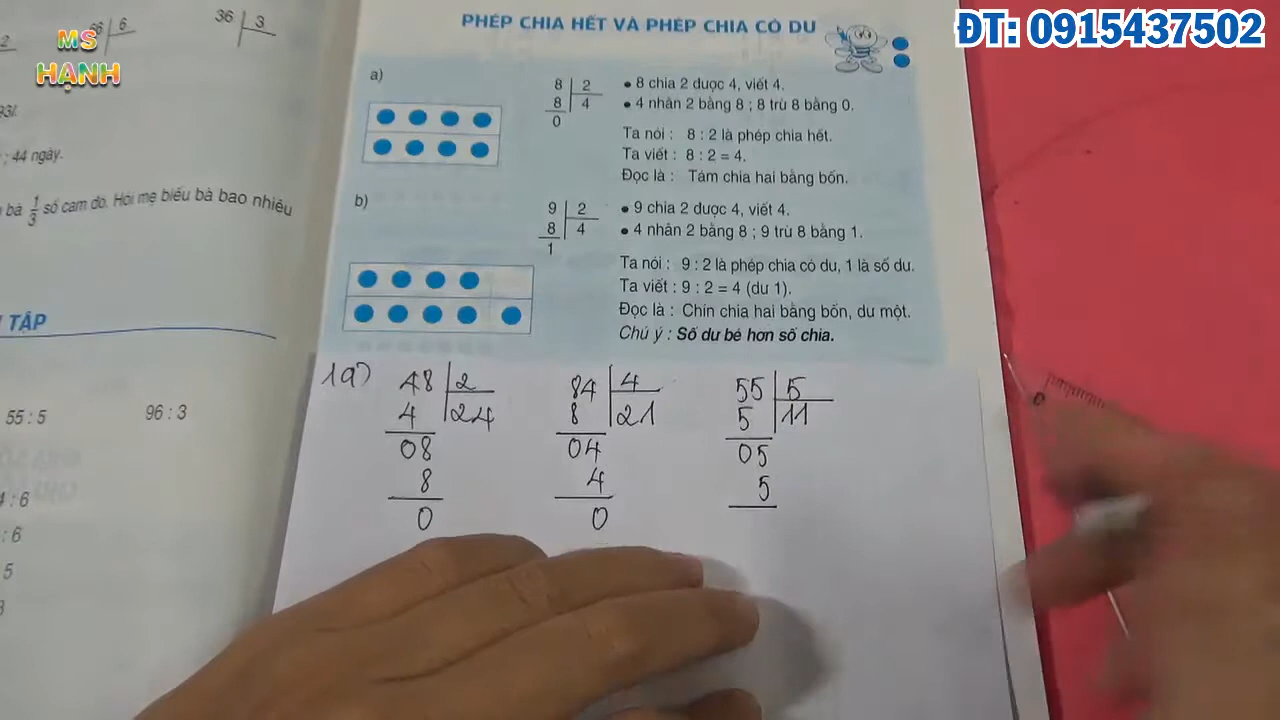 ĐT: 0915437502
MS
HẠNH
66 6
36 3
; 44 ngày.
bà 1/3 số cam đó. Hỏi mẹ biếu bà bao nhiêu
TẬP
55 : 5
96 : 3
4 : 6
: 6
5
PHÉP CHIA HẾT VÀ PHÉP CHIA CÓ DƯ
a)
8 2
8 4
0
• 8 chia 2 được 4, viết 4.
• 4 nhân 2 bằng 8 ; 8 trừ 8 bằng 0.
Ta nói : 8 : 2 là phép chia hết.
Ta viết : 8 : 2 = 4.
Đọc là : Tám chia hai bằng bốn.
b)
9 2
8 4
1
• 9 chia 2 được 4, viết 4.
• 4 nhân 2 bằng 8 ; 9 trừ 8 bằng 1.
Ta nói : 9 : 2 là phép chia có dư, 1 là số dư.
Ta viết : 9 : 2 = 4 (dư 1).
Đọc là : Chín chia hai bằng bốn, dư một.
Chú ý : Số dư bé hơn số chia.
1a)
48 2
4 24
08
8
0
84 4
8 21
04
4
0
55 5
5 11
05
5